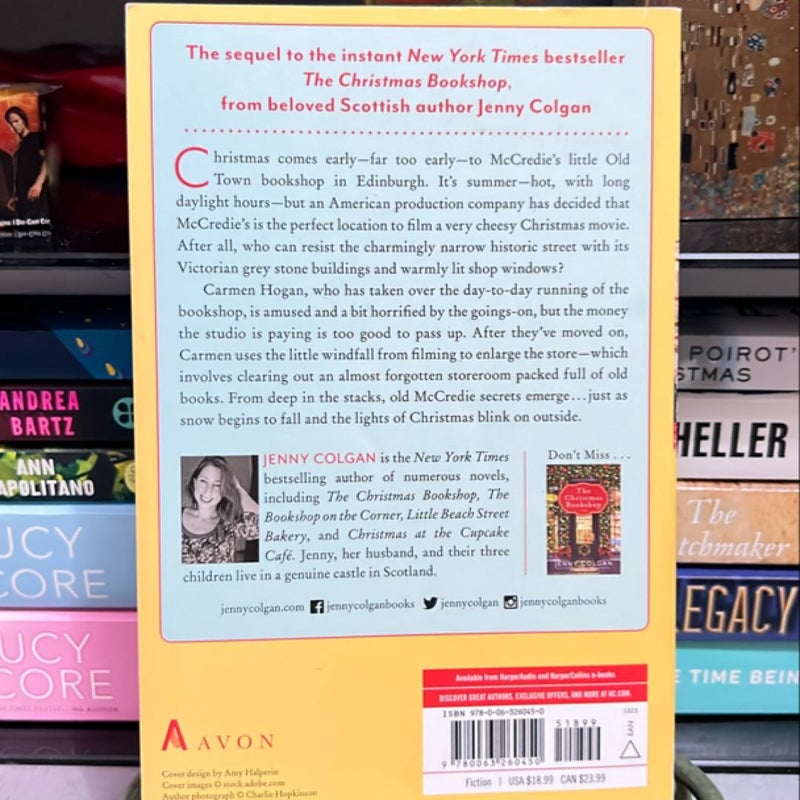 The sequel to the instant New York Times bestseller
The Christmas Bookshop,
from beloved Scottish author Jenny Colgan
Christmas comes early—far too early—to McCredie's little Old
Town bookshop in Edinburgh. It's summer—hot, with long
daylight hours—but an American production company has decided that
McCredie's is the perfect location to film a very cheesy Christmas movie.
After all, who can resist the charmingly narrow historic street with its
Victorian grey stone buildings and warmly lit shop windows?
Carmen Hogan, who has taken over the day-to-day running of the
bookshop, is amused and a bit horrified by the goings-on, but the money
the studio is paying is too good to pass up. After they've moved on,
Carmen uses the little windfall from filming to enlarge the store—which
involves clearing out an almost forgotten storeroom packed full of old
books. From deep in the stacks, old McCredie secrets emerge...just as
snow begins to fall and the lights of Christmas blink on outside.
JENNY COLGAN is the New York Times
bestselling author of numerous novels,
including The Christmas Bookshop, The
Bookshop on the Corner, Little Beach Street
Bakery, and Christmas at the Cupcake
Café. Jenny, her husband, and their three
children live in a genuine castle in Scotland.
Don't Miss . . .
The
Christmas
Bookshop
JENNY COLGAN
jennycolgan.com jennycolganbooks jennycolgan jennycolganbooks
Available from HarperAudio and HarperCollins e-books
DISCOVER GREAT AUTHORS, EXCLUSIVE OFFERS, AND MORE AT HC.COM.
ISBN 978-0-06-326045-0
51899
9 780063 260450
EAN
Fiction | USA $18.99 CAN $23.99
AVON
Cover design by Amy Halperin
Cover images © stock.adobe.com
Author photograph © Charlie Hopkinson
ANDREA
BARTZ
ANN
APOLITANO
UCY
CORE
UCY
CORE
POIROT'
STMAS
HELLER
The
tchmaker
EGACY
E TIME BEIN